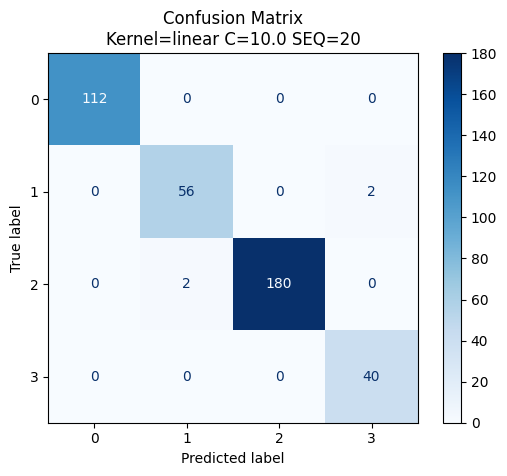 Confusion Matrix
Kernel=linear C=10.0 SEQ=20
True label
0 112 0 0 0
1 0 56 0 2
2 0 2 180 0
3 0 0 0 40
0 1 2 3
Predicted label
180
160
140
120
100
80
60
40
20
0